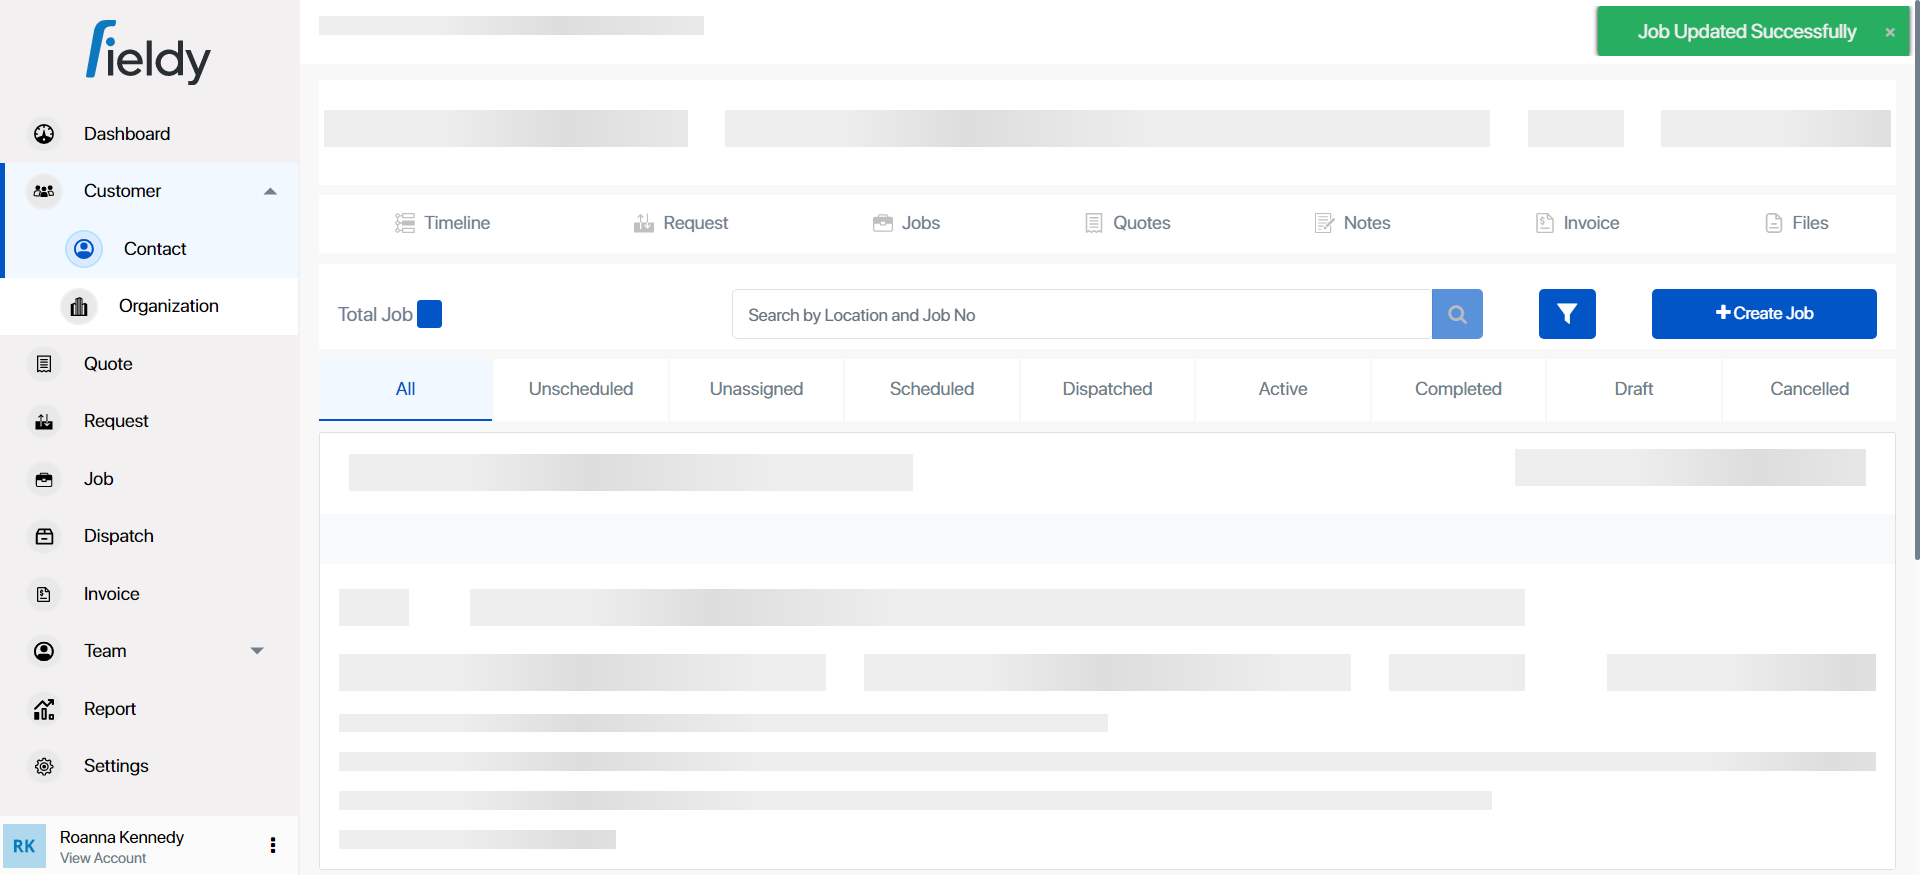 fieldy
Job Updated Successfully ×
Dashboard
Customer
Contact
Organization
Quote
Request
Job
Dispatch
Invoice
Team
Report
Settings
RK
Roanna Kennedy
View Account
Timeline Request Jobs Quotes Notes Invoice Files
Total Job Search by Location and Job No Create Job
All Unscheduled Unassigned Scheduled Dispatched Active Completed Draft Cancelled